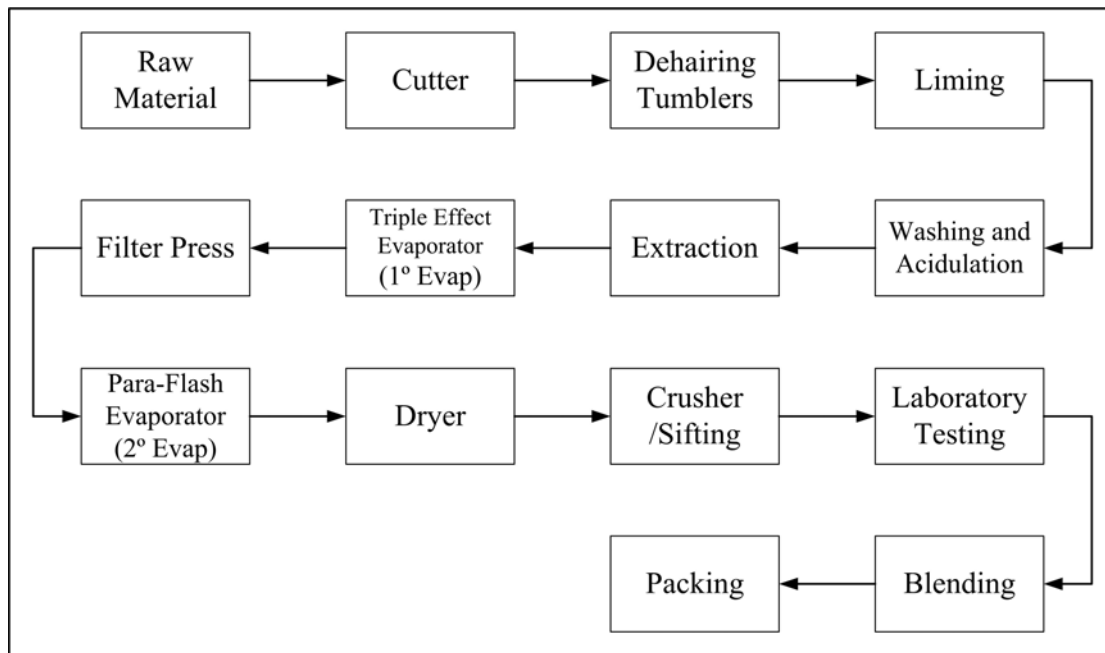 Raw
Material
Cutter
Dehairing
Tumblers
Liming
Washing and
Acidulation
Extraction
Triple Effect
Evaporator
(1º Evap)
Filter Press
Para-Flash
Evaporator
(2º Evap)
Dryer
Crusher
/Sifting
Laboratory
Testing
Blending
Packing